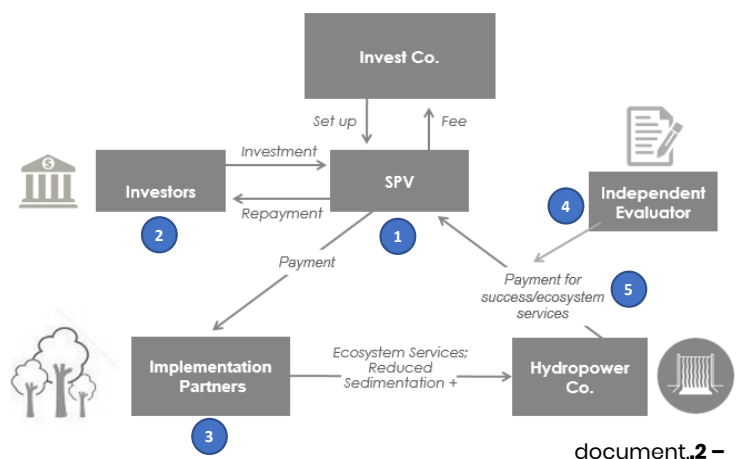 Invest Co.
Set up
Fee
Investment
Investors
SPV
Repayment
2
1
Independent
Evaluator
4
Payment
Payment for
success/ecosystem
services
5
Implementation
Partners
Ecosystem Services;
Reduced
Sedimentation +
Hydropower
Co.
3
document..2 –